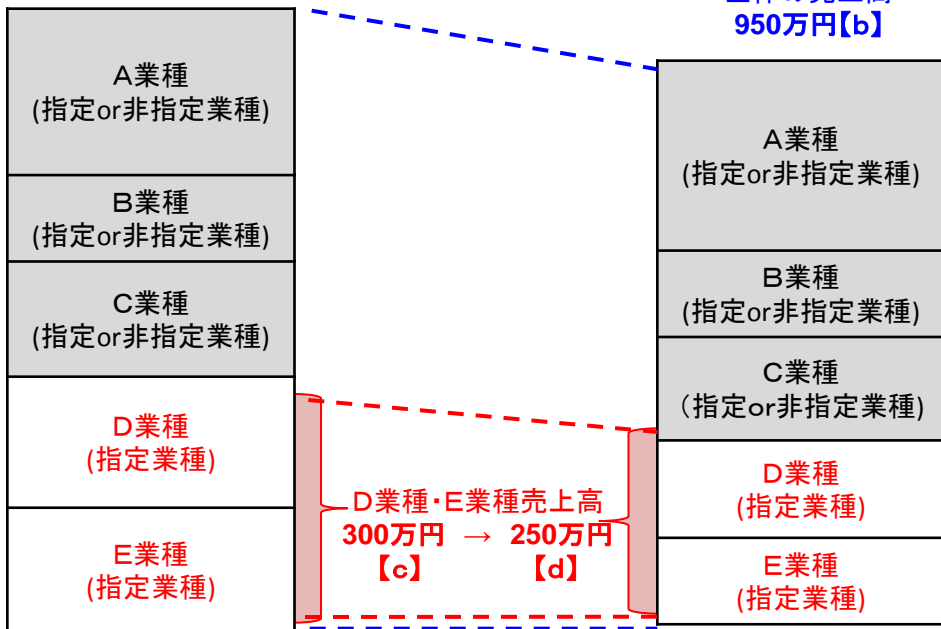 950万円【b】
A業種
(指定or非指定業種)
B業種
(指定or非指定業種)
C業種
(指定or非指定業種)
D業種
(指定業種)
E業種
(指定業種)
D業種・E業種売上高
300万円 → 250万円
【c】 【d】
A業種
(指定or非指定業種)
B業種
(指定or非指定業種)
C業種
（指定or非指定業種)
D業種
(指定業種)
E業種
(指定業種)